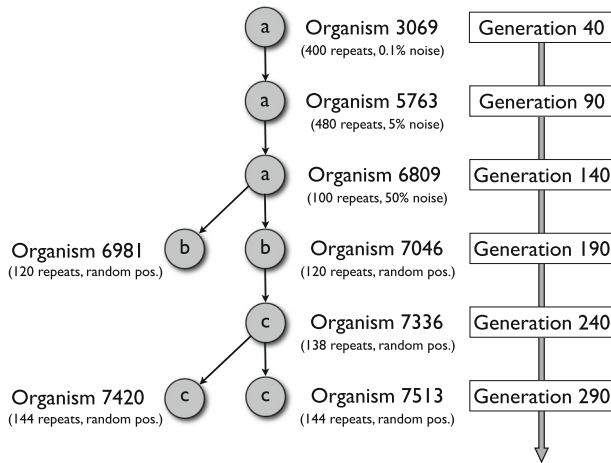 a Organism 3069 Generation 40
(400 repeats, 0.1% noise)
a Organism 5763 Generation 90
(480 repeats, 5% noise)
a Organism 6809 Generation 140
(100 repeats, 50% noise)
Organism 6981 b b Organism 7046 Generation 190
(120 repeats, random pos.) (120 repeats, random pos.)
c Organism 7336 Generation 240
(138 repeats, random pos.)
Organism 7420 c c Organism 7513 Generation 290
(144 repeats, random pos.) (144 repeats, random pos.)